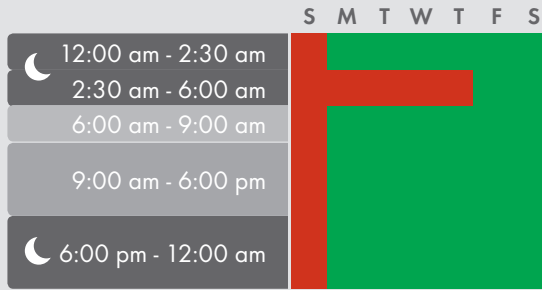 S M T W T F S
12:00 am - 2:30 am
2:30 am - 6:00 am
6:00 am - 9:00 am
9:00 am - 6:00 pm
6:00 pm - 12:00 am